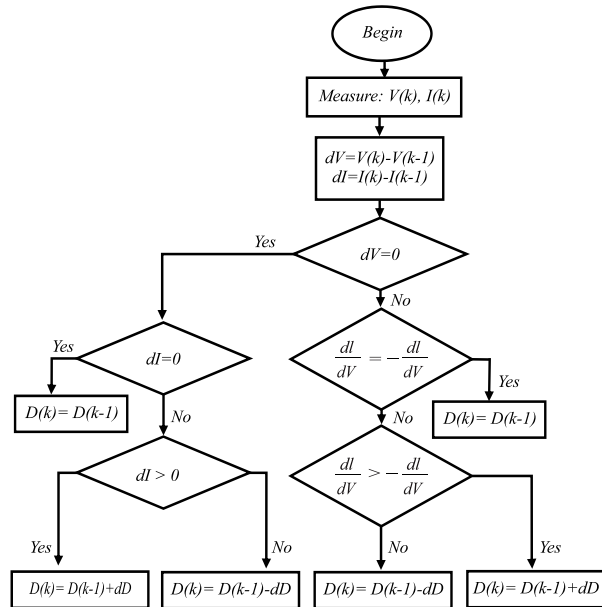 Begin
Measure: V(k), I(k)
dV=V(k)-V(k-1)
dI=I(k)-I(k-1)
Yes
dV=0
No
Yes
dI=0
dI/dV = -dI/dV
Yes
D(k)= D(k-1)
No
No
D(k)= D(k-1)
dI > 0
dI/dV > -dI/dV
Yes
No
No
Yes
D(k)= D(k-1)+dD
D(k)= D(k-1)-dD
D(k)= D(k-1)-dD
D(k)= D(k-1)+dD